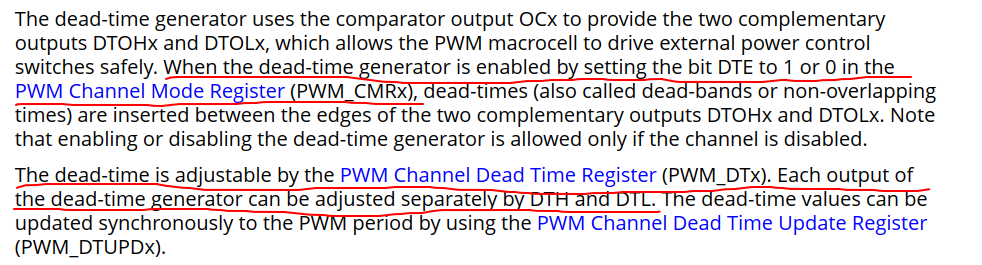 The dead-time generator uses the comparator output OCx to provide the two complementary
outputs DTOHx and DTOLx, which allows the PWM macrocell to drive external power control
switches safely. When the dead-time generator is enabled by setting the bit DTE to 1 or 0 in the
PWM Channel Mode Register (PWM_CMRx), dead-times (also called dead-bands or non-overlapping
times) are inserted between the edges of the two complementary outputs DTOHx and DTOLx. Note
that enabling or disabling the dead-time generator is allowed only if the channel is disabled.
The dead-time is adjustable by the PWM Channel Dead Time Register (PWM_DTx). Each output of
the dead-time generator can be adjusted separately by DTH and DTL. The dead-time values can be
updated synchronously to the PWM period by using the PWM Channel Dead Time Update Register
(PWM_DTUPDx).